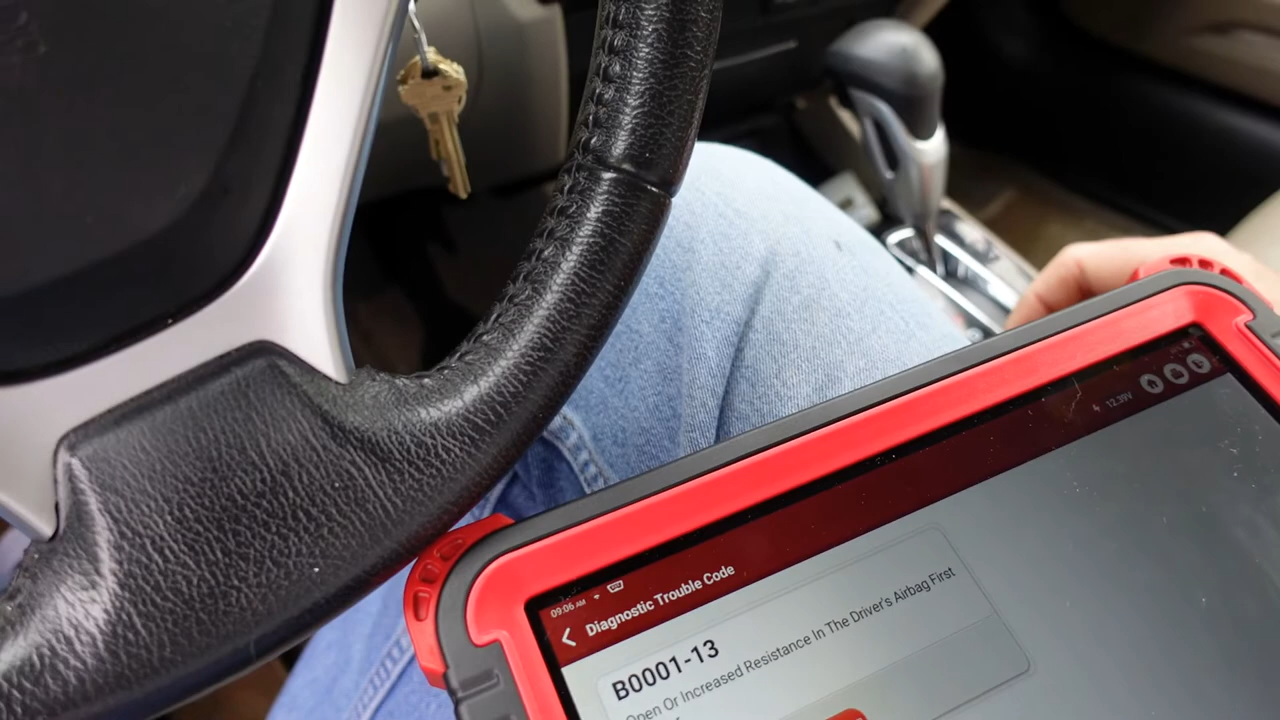 12.39V
09:06 AM
Diagnostic Trouble Code
B0001-13
Open Or Increased Resistance In The Driver's Airbag First